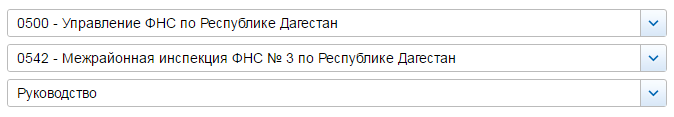 0500 - Управление ФНС по Республике Дагестан
0542 - Межрайонная инспекция ФНС № 3 по Республике Дагестан
Руководство